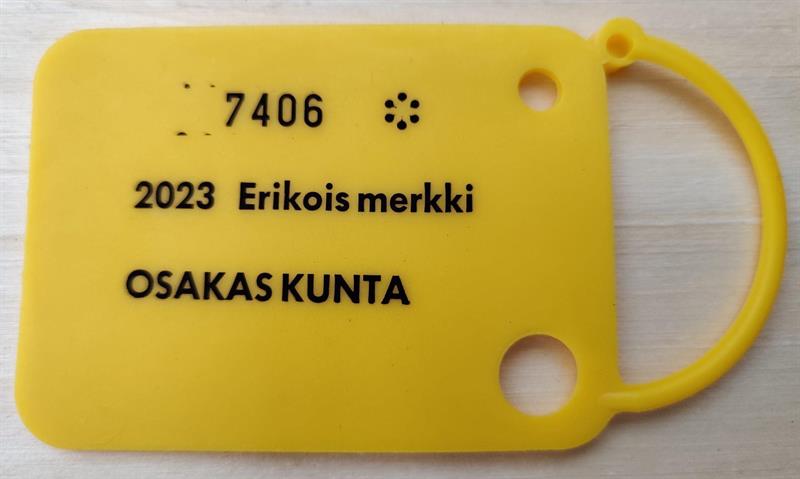 7406
2023 Erikois merkki
OSAKAS KUNTA